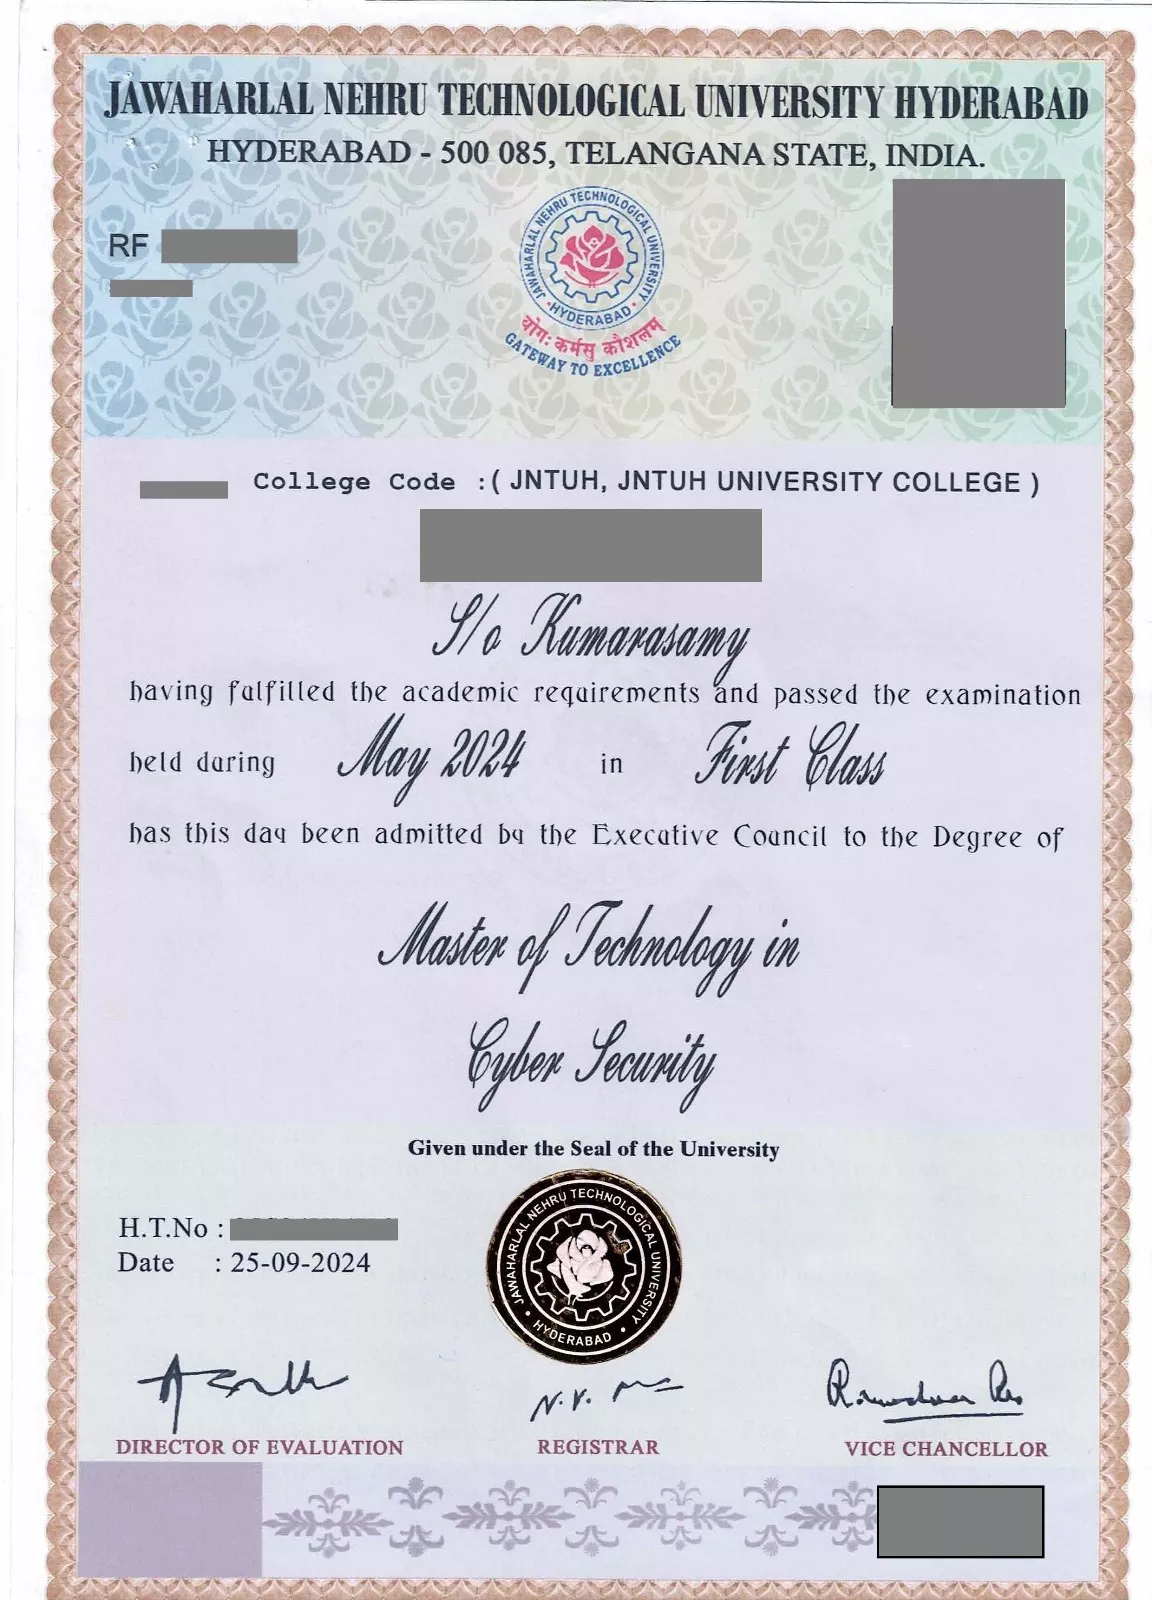 JAWAHARLAL NEHRU TECHNOLOGICAL UNIVERSITY HYDERABAD
HYDERABAD - 500 085, TELANGANA STATE, INDIA.
RF
JAWAHARLAL NEHRU TECHNOLOGICAL UNIVERSITY
HYDERABAD
योगः कर्मसु कौशलम्
GATEWAY TO EXCELLENCE
College Code :( JNTUH, JNTUH UNIVERSITY COLLEGE )
S/o Kumarasamy
having fulfilled the academic requirements and passed the examination
held during May 2024 in First Class
has this day been admitted by the Executive Council to the Degree of
Master of Technology in
Cyber Security
Given under the Seal of the University
H.T.No :
Date : 25-09-2024
JAWAHARLAL NEHRU TECHNOLOGICAL UNIVERSITY
HYDERABAD
N.V.
DIRECTOR OF EVALUATION REGISTRAR VICE CHANCELLOR